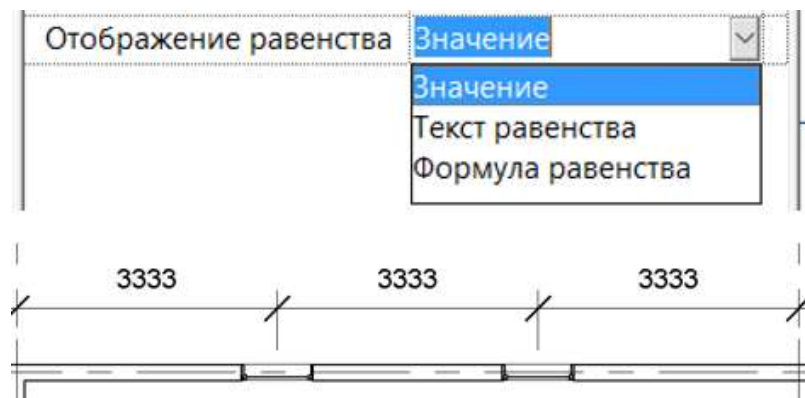 Отображение равенства Значение
Значение
Текст равенства
Формула равенства
3333 3333 3333